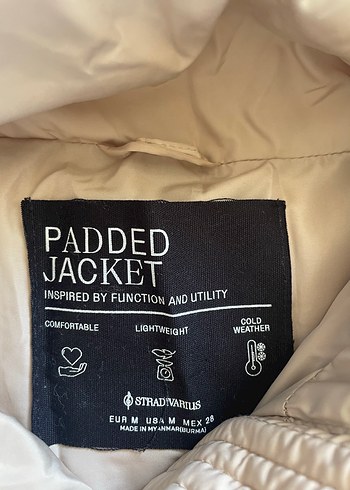 PADDED
JACKET
INSPIRED BY FUNCTION AND UTILITY
COMFORTABLE LIGHTWEIGHT COLD WEATHER
STRADIVARIUS
EUR M USA M MEX 28
MADE IN MYANMAR(BURMA)